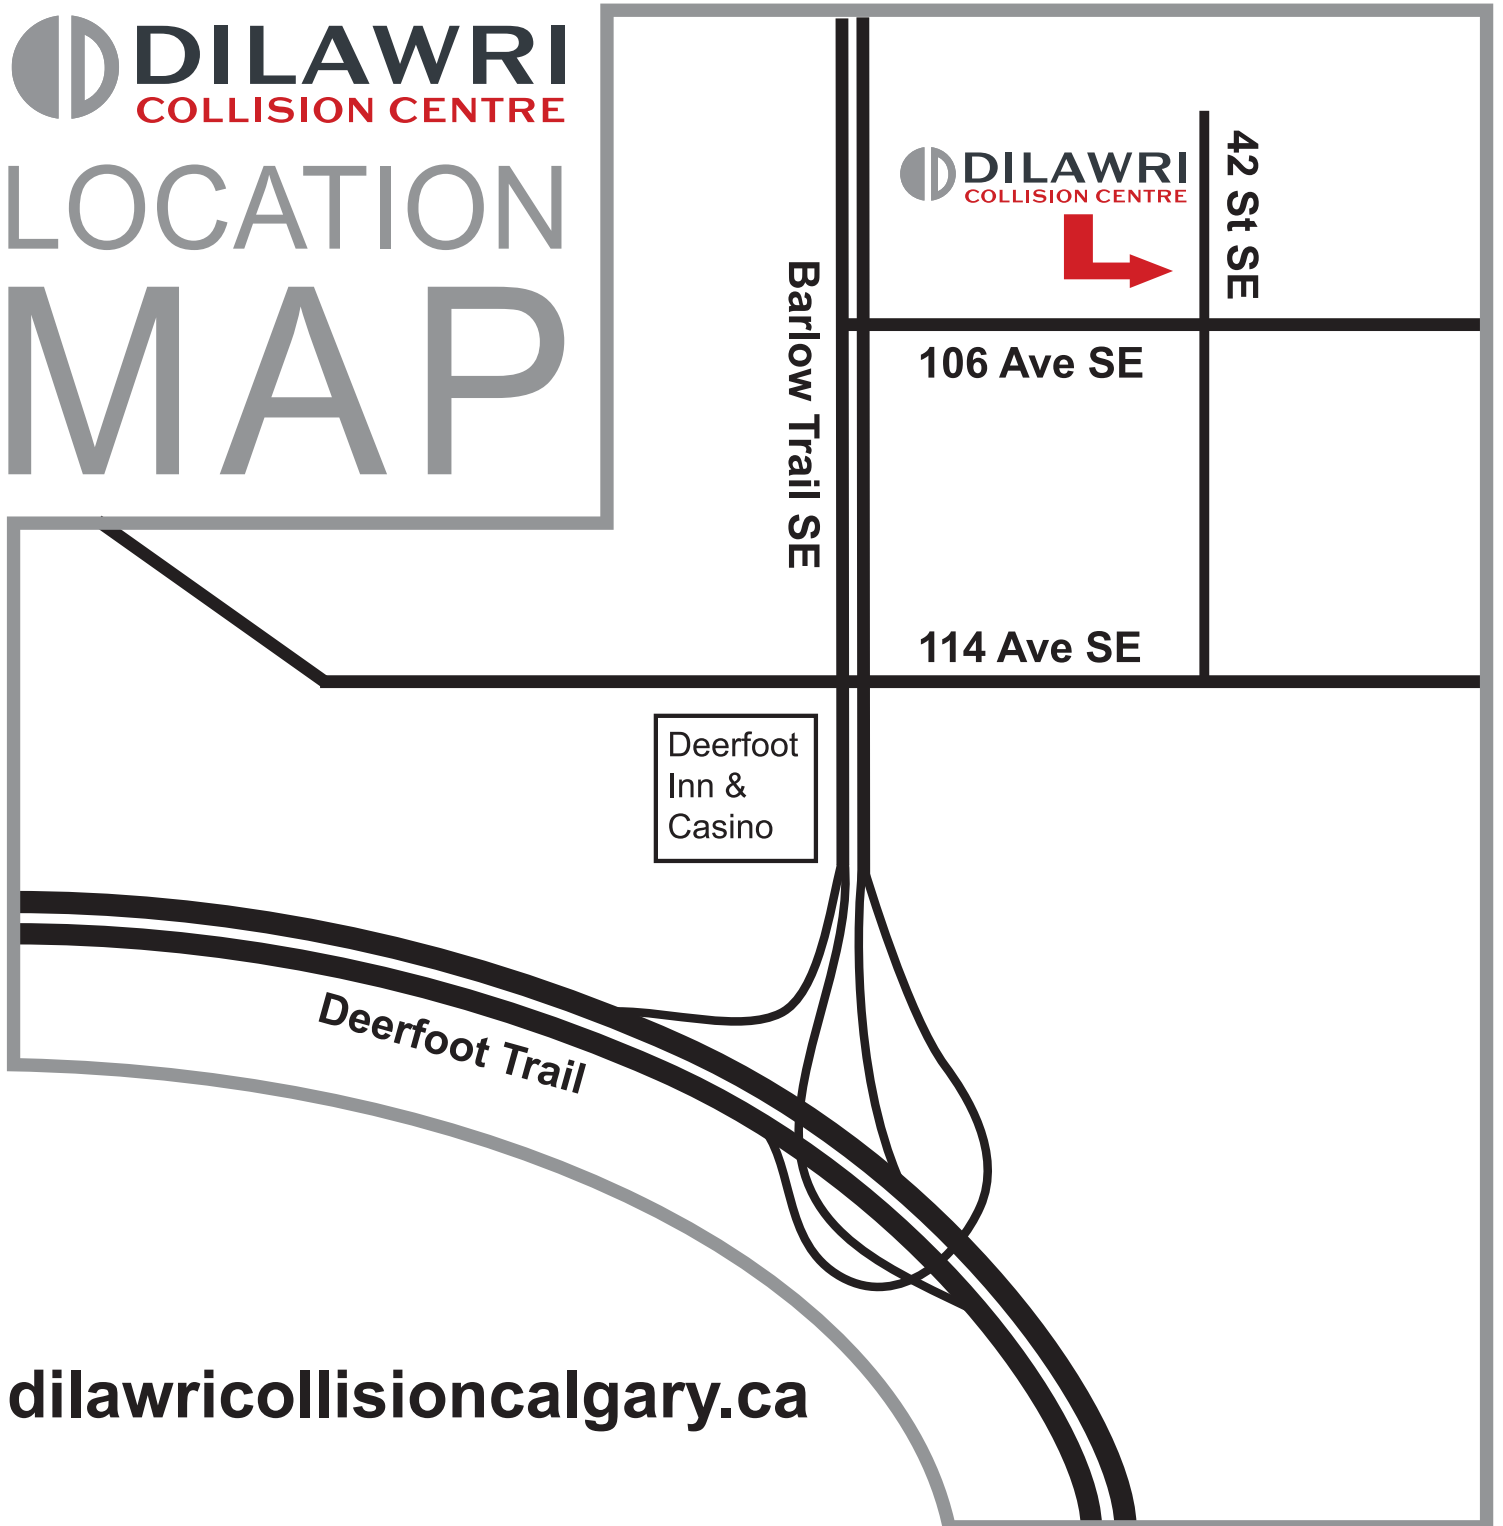 DILAWRI
COLLISION CENTRE
LOCATION
MAP
DILAWRI
COLLISION CENTRE
42 St SE
Barlow Trail SE
106 Ave SE
114 Ave SE
Deerfoot
Inn &
Casino
Deerfoot Trail
dilawricollisioncalgary.ca